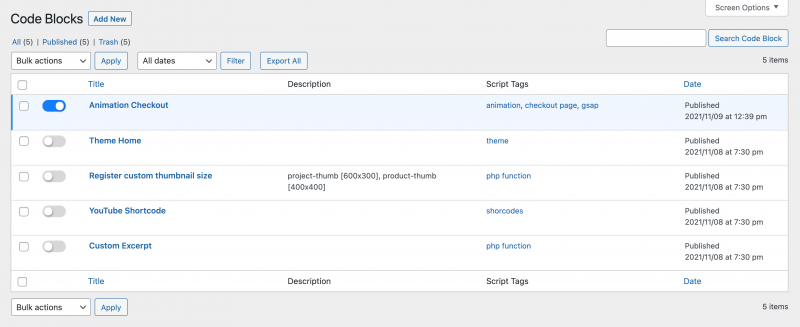 Screen Options ▼
Code Blocks Add New
All (5) | Published (5) | Trash (5)
Search Code Block
Bulk actions Apply All dates Filter Export All 5 items
Title Description Script Tags Date
Animation Checkout animation, checkout page, gsap Published
2021/11/09 at 12:39 pm
Theme Home theme Published
2021/11/08 at 7:30 pm
Register custom thumbnail size project-thumb [600x300], product-thumb php function Published
[400x400] 2021/11/08 at 7:30 pm
YouTube Shortcode shorcodes Published
2021/11/08 at 7:30 pm
Custom Excerpt php function Published
2021/11/08 at 7:30 pm
Title Description Script Tags Date
Bulk actions Apply 5 items